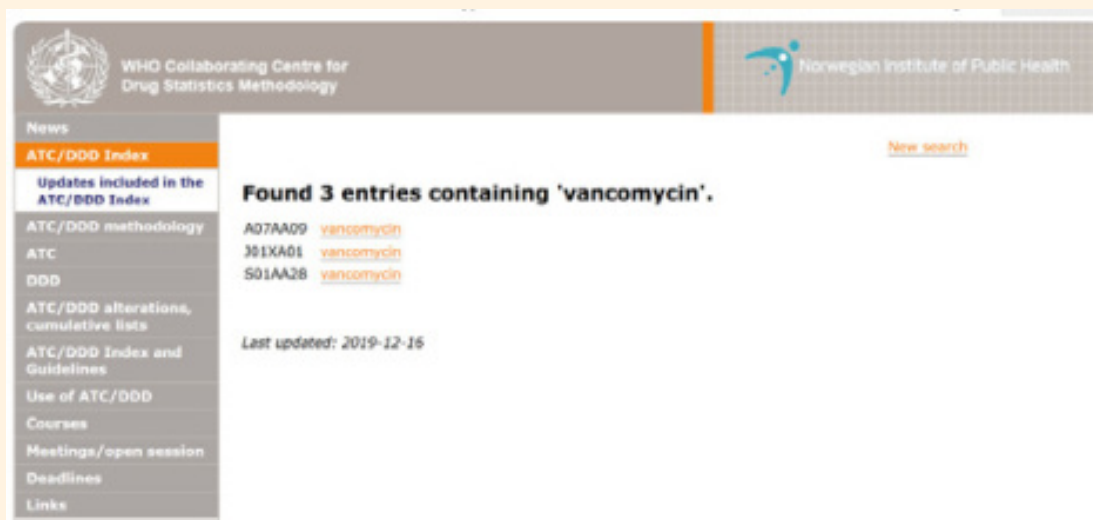 WHO Collaborating Centre for
Drug Statistics Methodology
Norwegian Institute of Public Health
News
ATC/DDD Index
Updates included in the
ATC/DDD Index
ATC/DDD methodology
ATC
DDD
ATC/DDD alterations,
cumulative lists
ATC/DDD Index and
Guidelines
Use of ATC/DDD
Courses
Meetings/open session
Deadlines
Links
New search
Found 3 entries containing 'vancomycin'.
A07AA09 vancomycin
J01XA01 vancomycin
S01AA28 vancomycin
Last updated: 2019-12-16